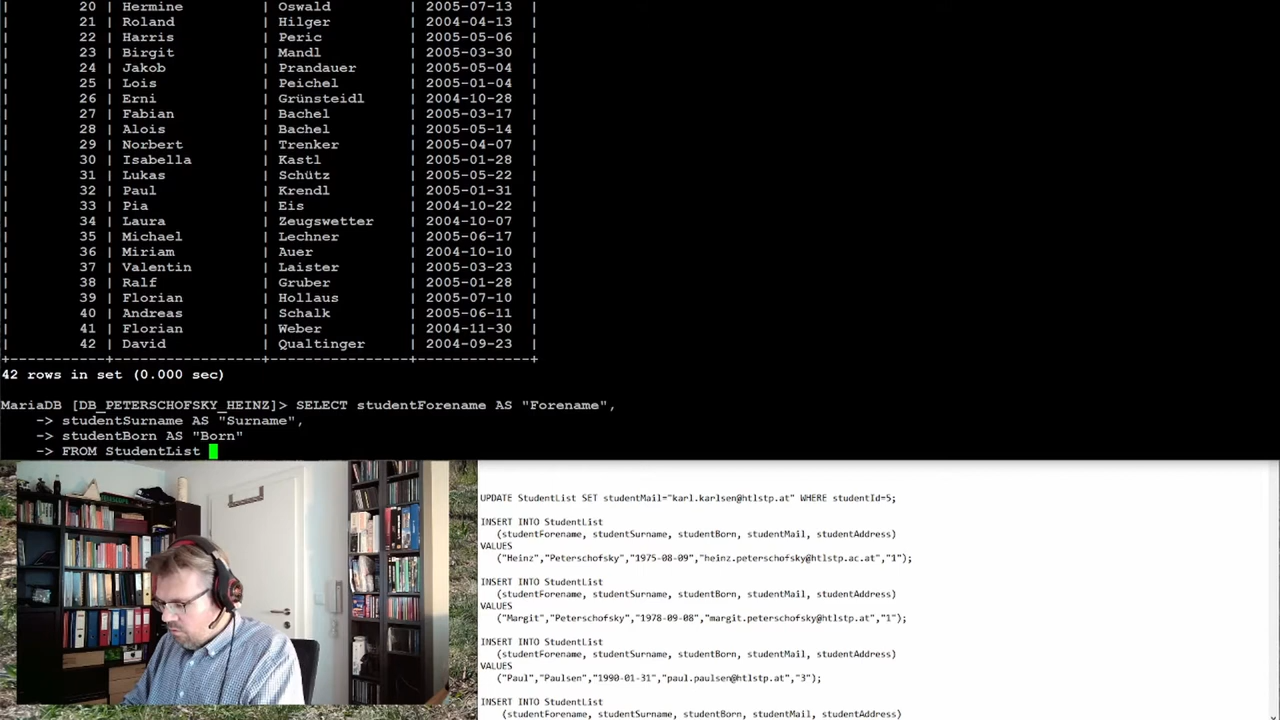 | 20 | Hermine | Oswald | 2005-07-13 |
| 21 | Roland | Hilger | 2004-04-13 |
| 22 | Harris | Peric | 2005-05-06 |
| 23 | Birgit | Mandl | 2005-03-30 |
| 24 | Jakob | Prandauer | 2005-05-04 |
| 25 | Lois | Peichel | 2005-01-04 |
| 26 | Erni | Grünsteidl | 2004-10-28 |
| 27 | Fabian | Bachel | 2005-03-17 |
| 28 | Alois | Bachel | 2005-05-14 |
| 29 | Norbert | Trenker | 2005-04-07 |
| 30 | Isabella | Kastl | 2005-01-28 |
| 31 | Lukas | Schütz | 2005-05-22 |
| 32 | Paul | Krendl | 2005-01-31 |
| 33 | Pia | Eis | 2004-10-22 |
| 34 | Laura | Zeugswetter | 2004-10-07 |
| 35 | Michael | Lechner | 2005-06-17 |
| 36 | Miriam | Auer | 2004-10-10 |
| 37 | Valentin | Laister | 2005-03-23 |
| 38 | Ralf | Gruber | 2005-01-28 |
| 39 | Florian | Hollaus | 2005-07-10 |
| 40 | Andreas | Schalk | 2005-06-11 |
| 41 | Florian | Weber | 2004-11-30 |
| 42 | David | Qualtinger | 2004-09-23 |
+-----------+------------------+----------------+-------------+
42 rows in set (0.000 sec)
MariaDB [DB_PETERSCHOFSKY_HEINZ]> SELECT studentForename AS "Forename",
-> studentSurname AS "Surname",
-> studentBorn AS "Born"
-> FROM StudentList
UPDATE StudentList SET studentMail="karl.karlsen@htlstp.at" WHERE studentId=5;
INSERT INTO StudentList
(studentForename, studentSurname, studentBorn, studentMail, studentAddress)
VALUES
("Heinz","Peterschofsky","1975-08-09","heinz.peterschofsky@htlstp.ac.at","1");
INSERT INTO StudentList
(studentForename, studentSurname, studentBorn, studentMail, studentAddress)
VALUES
("Margit","Peterschofsky","1978-09-08","margit.peterschofsky@htlstp.at","1");
INSERT INTO StudentList
(studentForename, studentSurname, studentBorn, studentMail, studentAddress)
VALUES
("Paul","Paulsen","1990-01-31","paul.paulsen@htlstp.at","3");
INSERT INTO StudentList
(studentForename, studentSurname, studentBorn, studentMail, studentAddress)